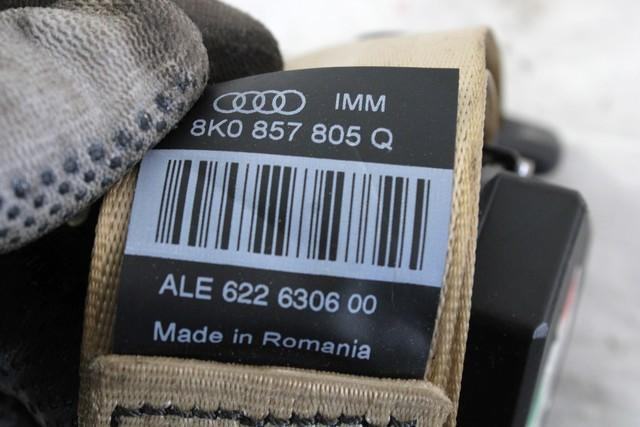 IMM
8K0 857 805 Q
ALE 622 6306 00
Made in Romania